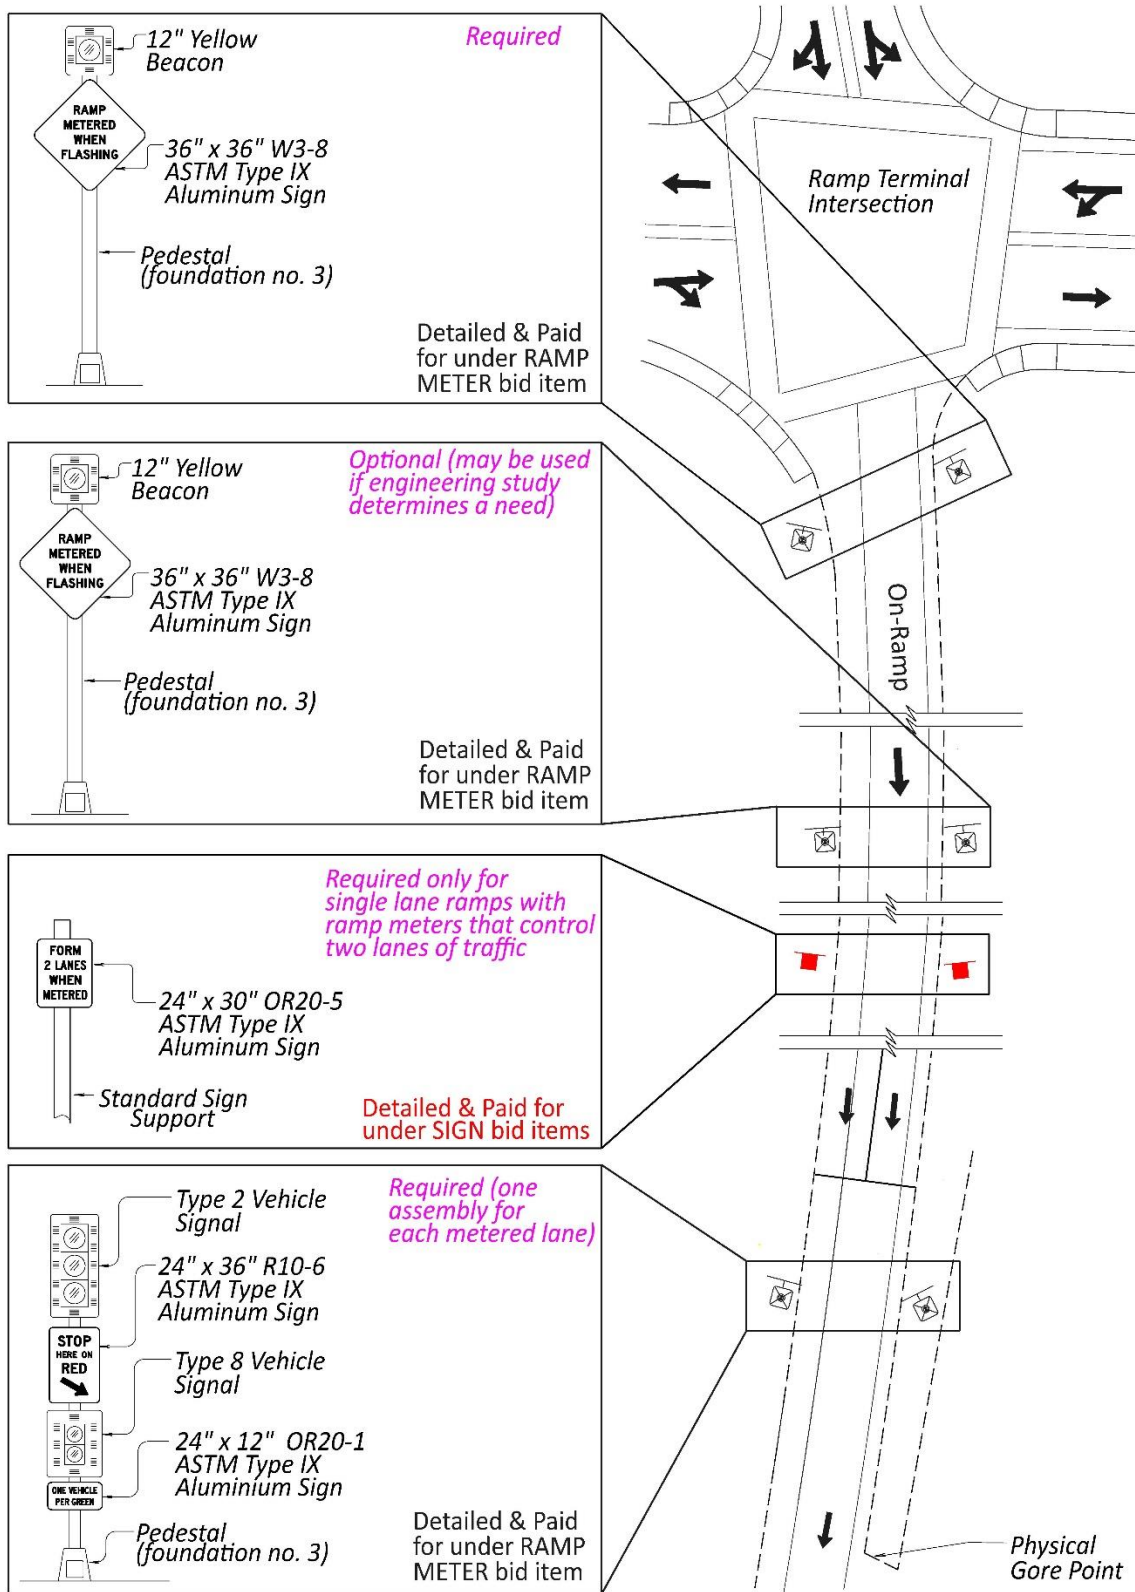 12" Yellow
Beacon
Required
RAMP
METERED
WHEN
FLASHING
36" x 36" W3-8
ASTM Type IX
Aluminum Sign
Pedestal
(foundation no. 3)
Detailed & Paid
for under RAMP
METER bid item
Ramp Terminal
Intersection
12" Yellow
Beacon
Optional (may be used
if engineering study
determines a need)
RAMP
METERED
WHEN
FLASHING
36" x 36" W3-8
ASTM Type IX
Aluminum Sign
Pedestal
(foundation no. 3)
Detailed & Paid
for under RAMP
METER bid item
On-Ramp
Required only for
single lane ramps with
ramp meters that control
two lanes of traffic
FORM
2 LANES
WHEN
METERED
24" x 30" OR20-5
ASTM Type IX
Aluminum Sign
Standard Sign
Support
Detailed & Paid for
under SIGN bid items
Type 2 Vehicle
Signal
Required (one
assembly for
each metered lane)
24" x 36" R10-6
ASTM Type IX
Aluminum Sign
STOP
HERE ON
RED
Type 8 Vehicle
Signal
24" x 12" OR20-1
ASTM Type IX
Aluminium Sign
ONE VEHICLE
PER GREEN
Pedestal
(foundation no. 3)
Detailed & Paid
for under RAMP
METER bid item
Physical
Gore Point